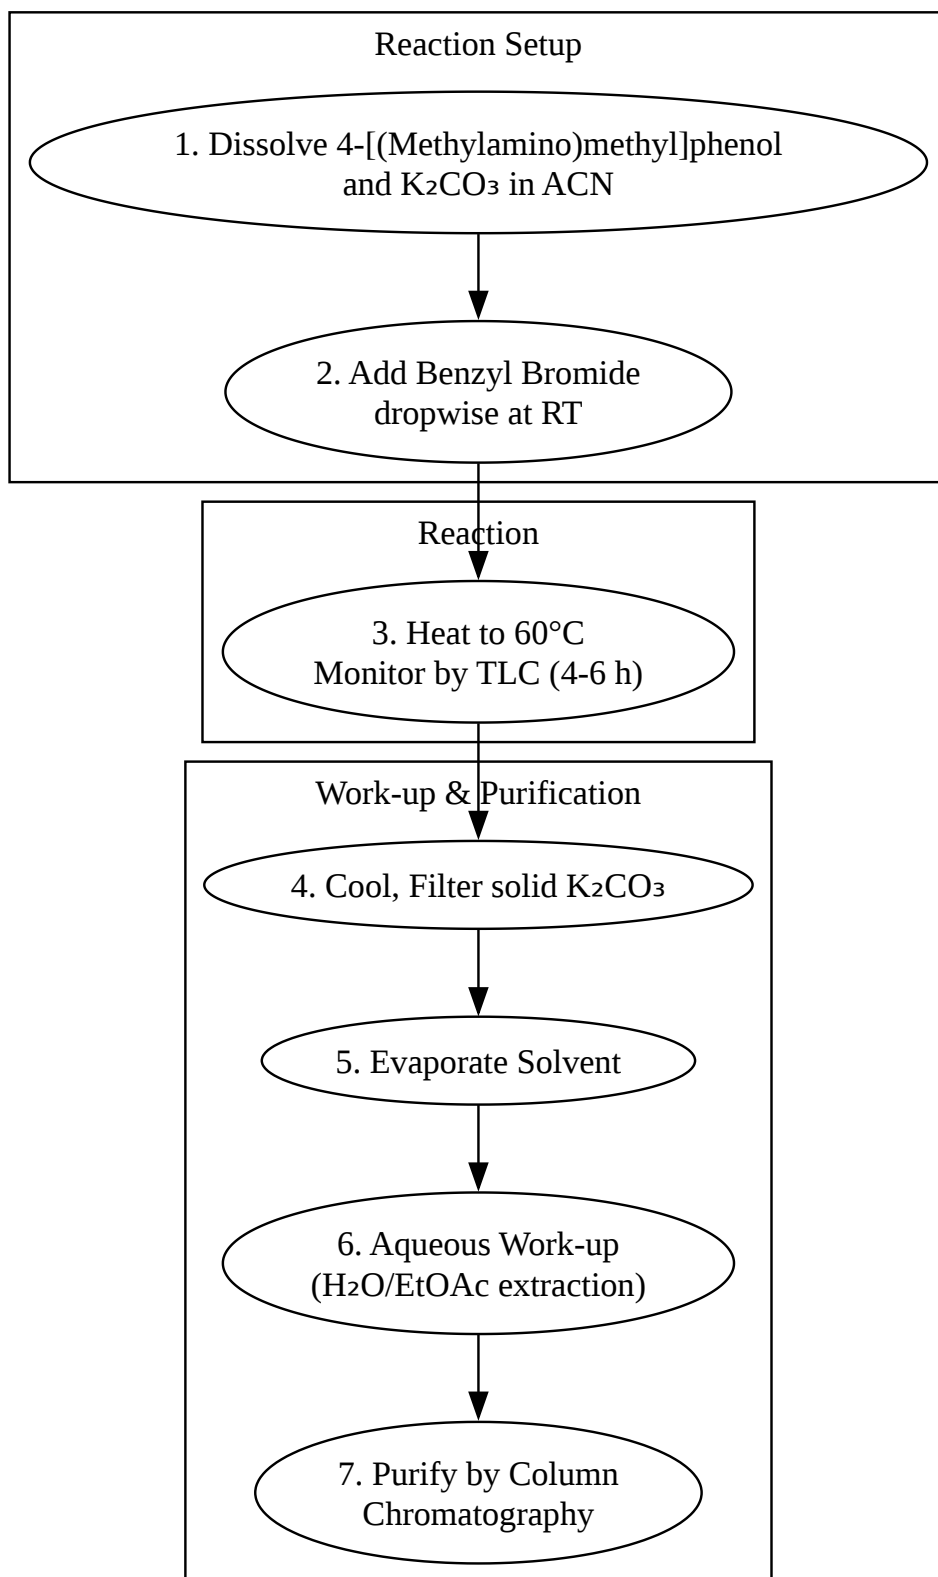 Reaction Setup
1. Dissolve 4-[(Methylamino)methyl]phenol
and K₂CO₃ in ACN
2. Add Benzyl Bromide
dropwise at RT
Reaction
3. Heat to 60°C
Monitor by TLC (4-6 h)
Work-up & Purification
4. Cool, Filter solid K₂CO₃
5. Evaporate Solvent
6. Aqueous Work-up
(H₂O/EtOAc extraction)
7. Purify by Column
Chromatography